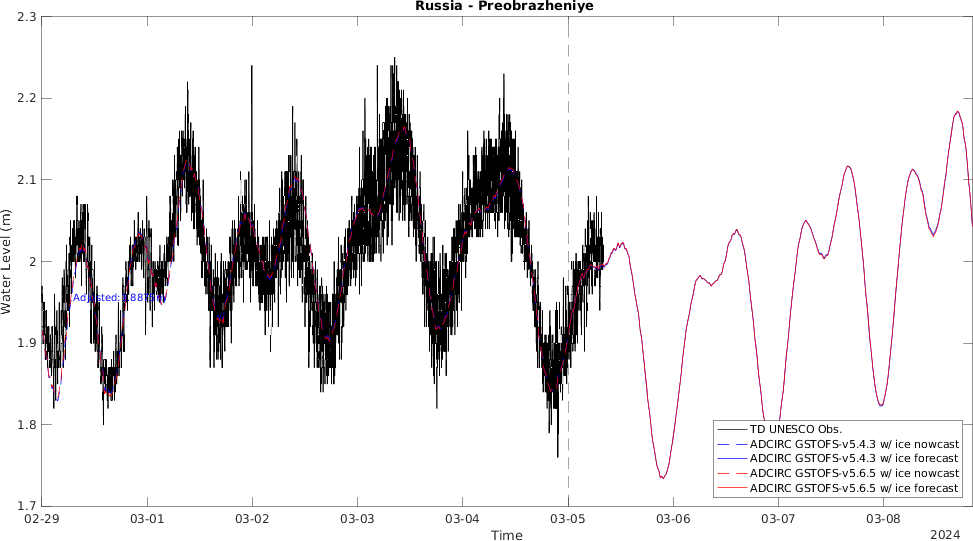 Russia - Preobrazheniye
2.3
2.2
2.1
2
1.9
1.8
1.7
Water Level (m)
Adjusted:
TD UNESCO Obs.
ADCIRC GSTOFS-v5.4.3 w/ ice nowcast
ADCIRC GSTOFS-v5.4.3 w/ ice forecast
ADCIRC GSTOFS-v5.6.5 w/ ice nowcast
ADCIRC GSTOFS-v5.6.5 w/ ice forecast
02-29 03-01 03-02 03-03 03-04 03-05 03-06 03-07 03-08
Time
2024